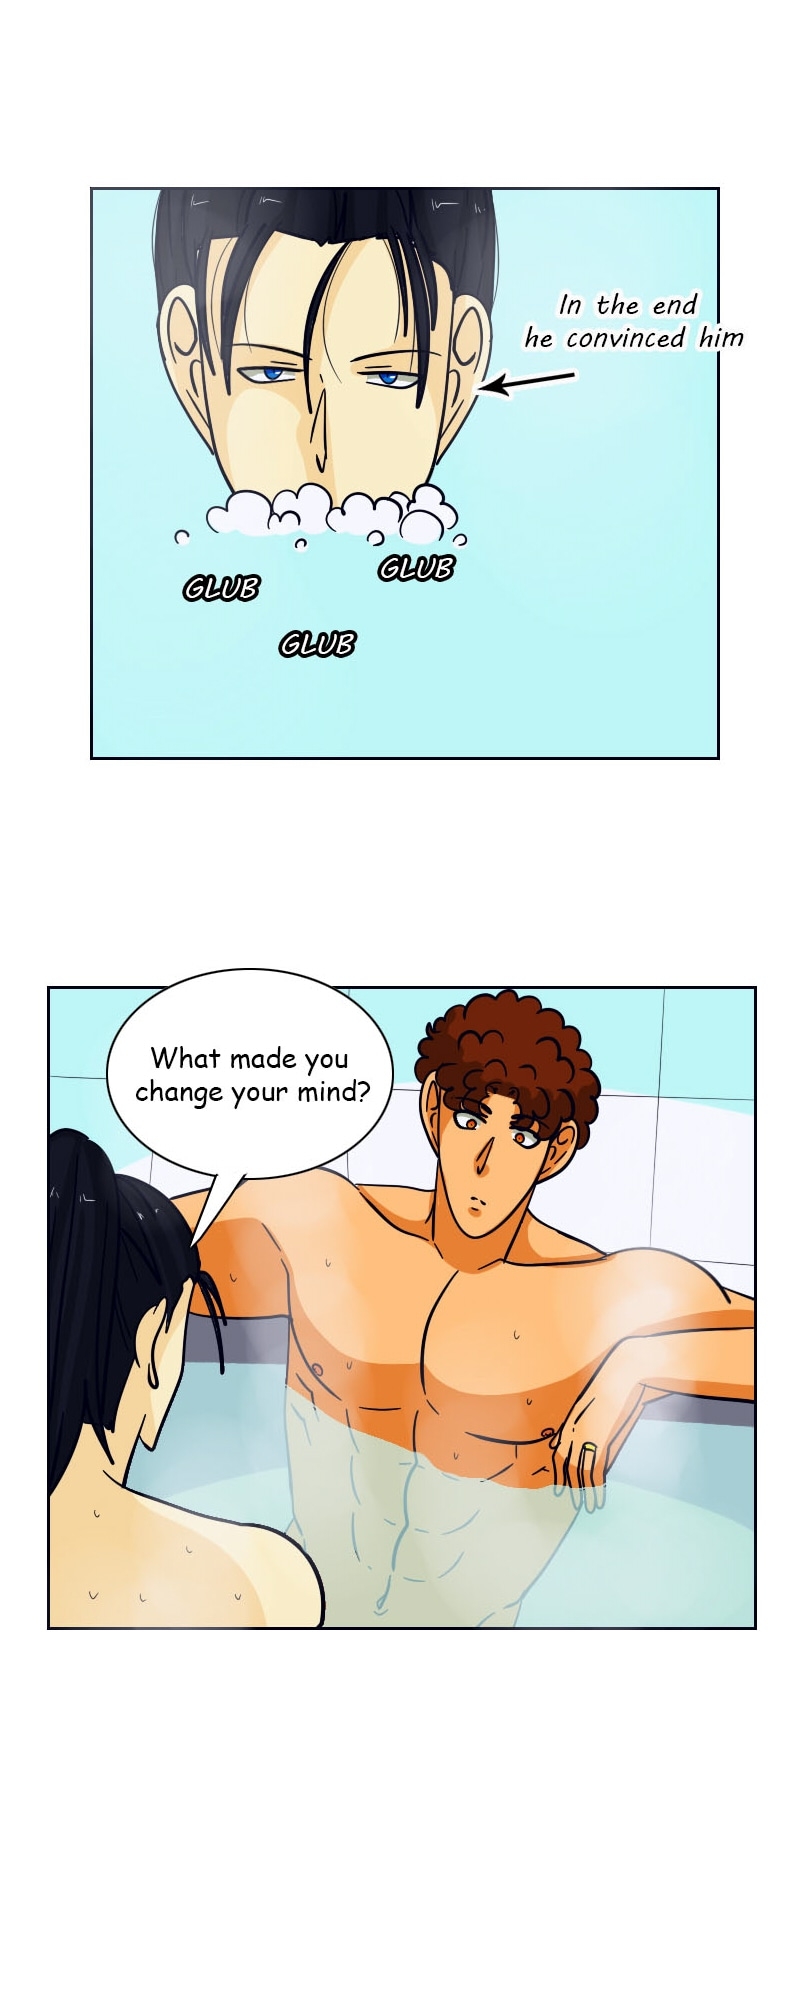 In the end
he convinced him
GLUB
GLUB
GLUB
What made you
change your mind?